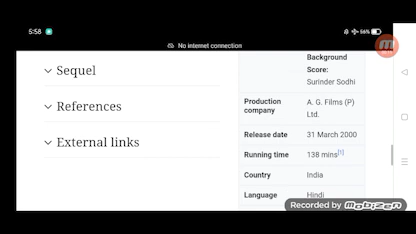 5:58
56%
No internet connection
Sequel
References
External links
Background
Score:
Surinder Sodhi
Production
company
A. G. Films (P)
Ltd.
Release date
31 March 2000
Running time
138 mins[1]
Country
India
Language
Hindi
Recorded by Mobizen